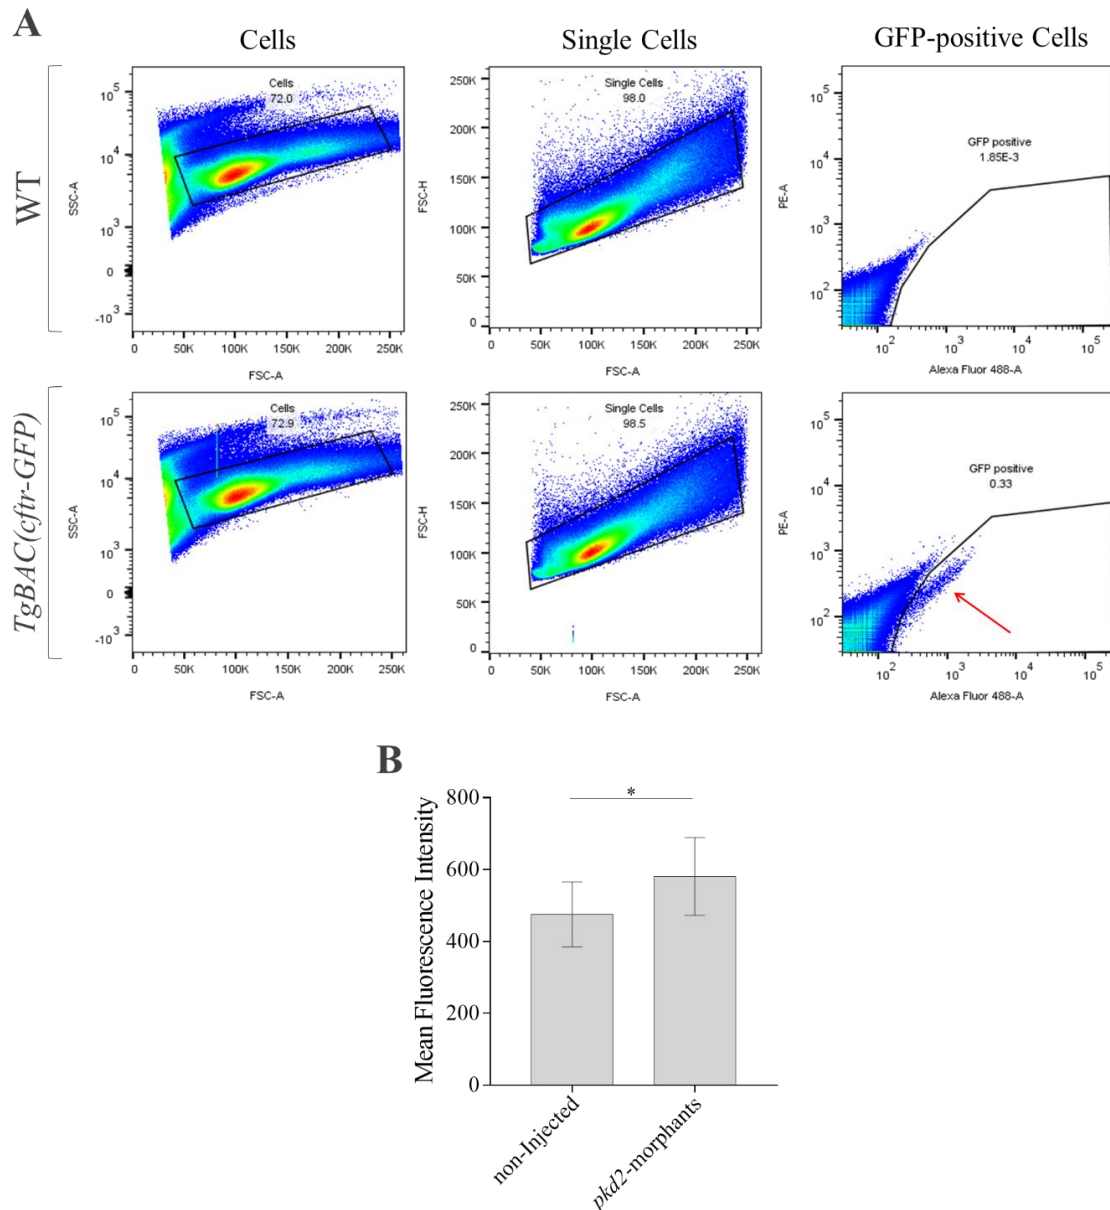 A
Cells
Single Cells
GFP-positive Cells
WT
Cells
72.0
10^5
10^4
10^3
0
-10^3
SSC-A
0 50K 100K 150K 200K 250K
FSC-A
Single Cells
98.0
250K
200K
150K
100K
50K
0
FSC-H
0 50K 100K 150K 200K 250K
FSC-A
GFP positive
1.85E-3
10^5
10^4
10^3
10^2
PE-A
10^2 10^3 10^4 10^5
Alexa Fluor 488-A
TgBAC(cftr-GFP)
Cells
72.9
10^5
10^4
10^3
0
-10^3
SSC-A
0 50K 100K 150K 200K 250K
FSC-A
Single Cells
98.5
250K
200K
150K
100K
50K
0
FSC-H
0 50K 100K 150K 200K 250K
FSC-A
GFP positive
0.33
10^5
10^4
10^3
10^2
PE-A
10^2 10^3 10^4 10^5
Alexa Fluor 488-A
B
*
800
600
400
200
0
Mean Fluorescence Intensity
non-Injected
pkd2-morphants